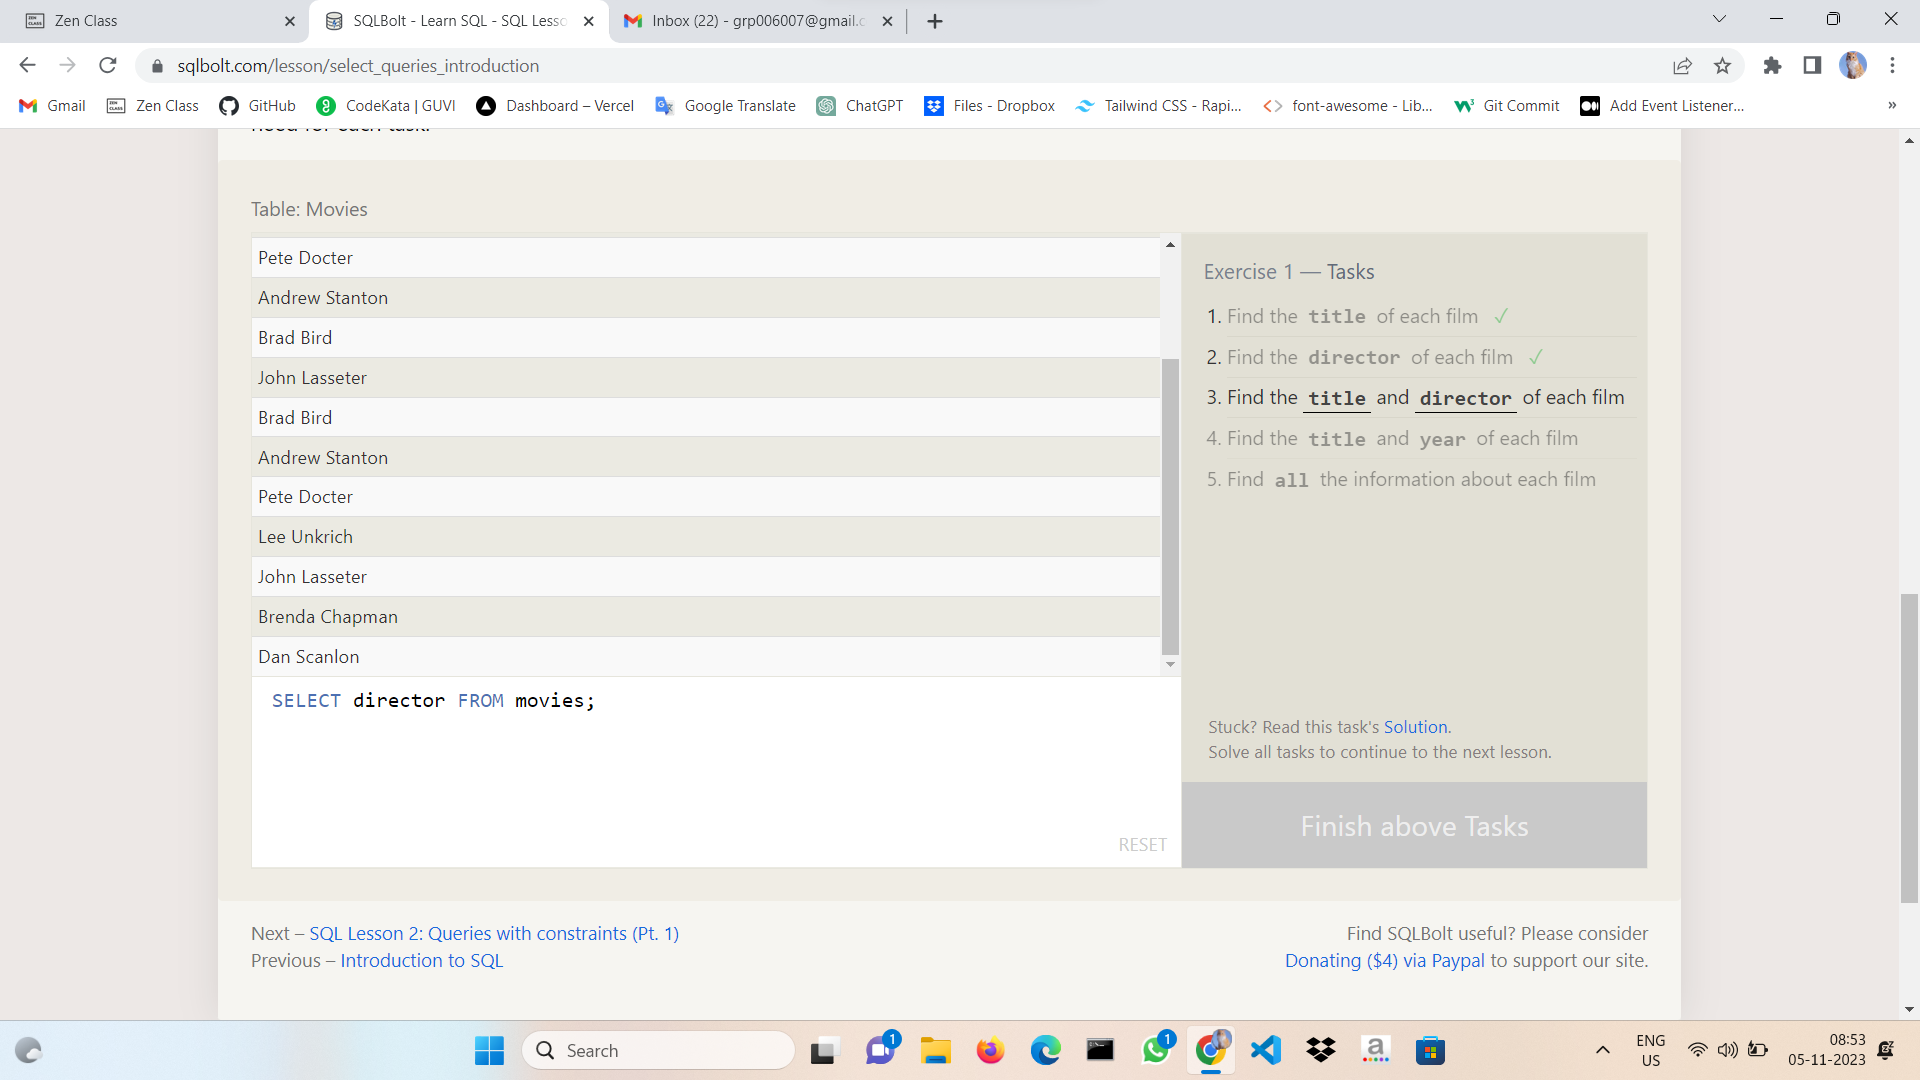 Zen Class
SQLBolt - Learn SQL - SQL Lesso
Inbox (22) - grp006007@gmail.c
sqlbolt.com/lesson/select_queries_introduction
Gmail
Zen Class
GitHub
CodeKata | GUVI
Dashboard – Vercel
Google Translate
ChatGPT
Files - Dropbox
Tailwind CSS - Rapi...
font-awesome - Lib...
Git Commit
Add Event Listener...
»
need for each task.
Table: Movies
Pete Docter
Andrew Stanton
Brad Bird
John Lasseter
Brad Bird
Andrew Stanton
Pete Docter
Lee Unkrich
John Lasseter
Brenda Chapman
Dan Scanlon
SELECT director FROM movies;
RESET
Exercise 1 — Tasks
1. Find the title of each film ✓
2. Find the director of each film ✓
3. Find the title and director of each film
4. Find the title and year of each film
5. Find all the information about each film
Stuck? Read this task's Solution.
Solve all tasks to continue to the next lesson.
Finish above Tasks
Next – SQL Lesson 2: Queries with constraints (Pt. 1)
Previous – Introduction to SQL
Find SQLBolt useful? Please consider
Donating ($4) via Paypal to support our site.
Search
1
1
ENG
US
08:53
05-11-2023